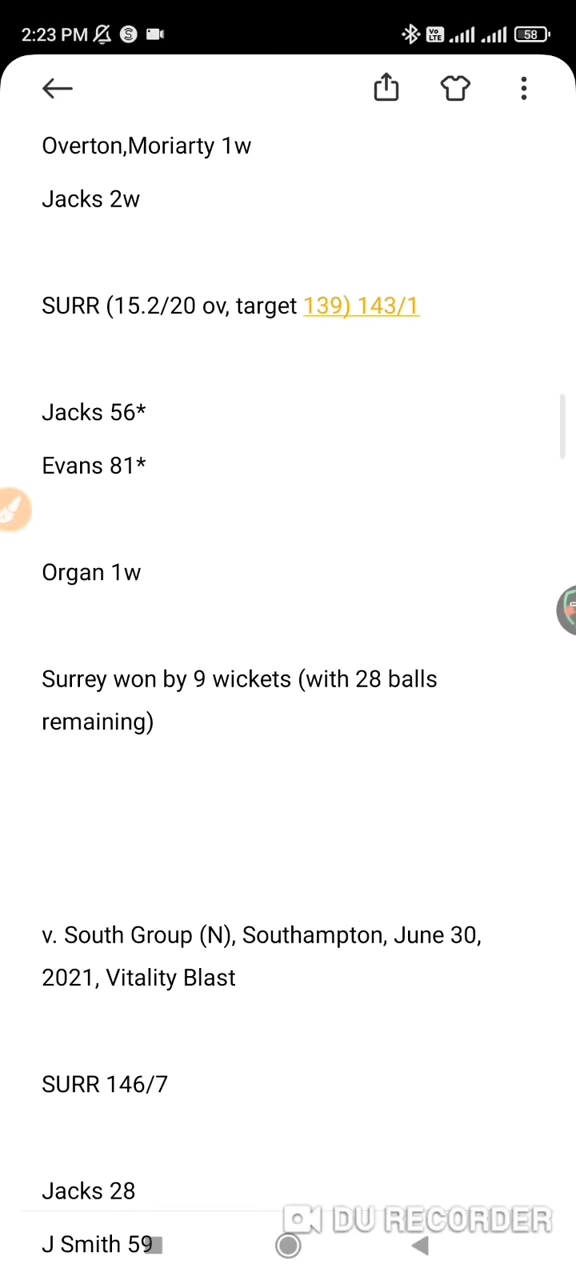 2:23 PM
Vo LTE
58
Overton,Moriarty 1w
Jacks 2w
SURR (15.2/20 ov, target 139) 143/1
Jacks 56*
Evans 81*
Organ 1w
Surrey won by 9 wickets (with 28 balls
remaining)
v. South Group (N), Southampton, June 30,
2021, Vitality Blast
SURR 146/7
Jacks 28
DU RECORDER
J Smith 59